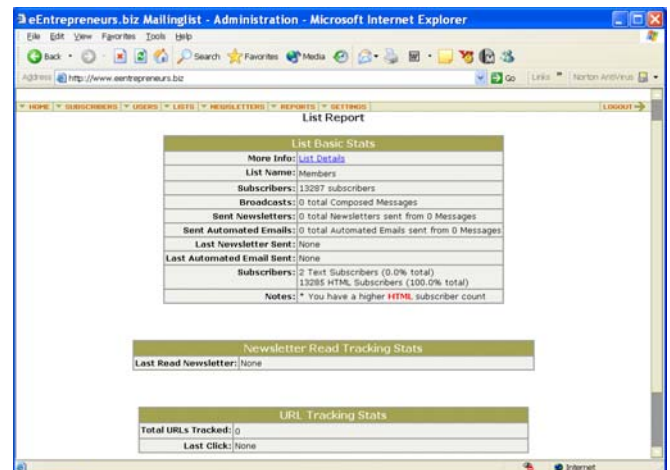 eEntrepreneurs.biz Mailinglist - Administration - Microsoft Internet Explorer
File Edit View Favorites Tools Help
Back Search Favorites Media
Address http://www.eentrepreneurs.biz Go Links Norton AntiVirus
HOME SUBSCRIBERS USERS LISTS NEWSLETTERS REPORTS SETTINGS LOGOUT
List Report
List Basic Stats
More Info: List Details
List Name: Members
Subscribers: 13287 subscribers
Broadcasts: 0 total Composed Messages
Sent Newsletters: 0 total Newsletters sent from 0 Messages
Sent Automated Emails: 0 total Automated Emails sent from 0 Messages
Last Newsletter Sent: None
Last Automated Email Sent: None
Subscribers: 2 Text Subscribers (0.0% total)
13285 HTML Subscribers (100.0% total)
Notes: * You have a higher HTML subscriber count
Newsletter Read Tracking Stats
Last Read Newsletter: None
URL Tracking Stats
Total URLs Tracked: 0
Last Click: None
Internet